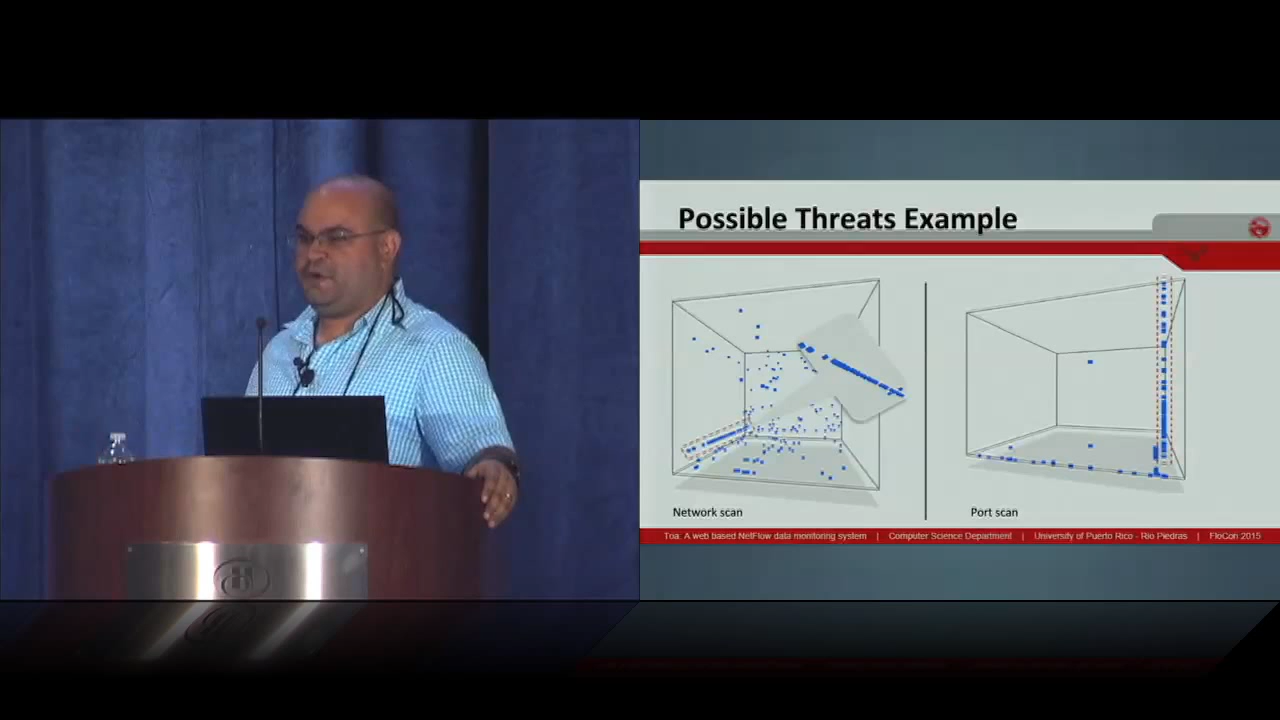 Possible Threats Example
Network scan
Port scan
Toa: A web based NetFlow data monitoring system | Computer Science Department | University of Puerto Rico - Rio Piedras | FloCon 2015
H